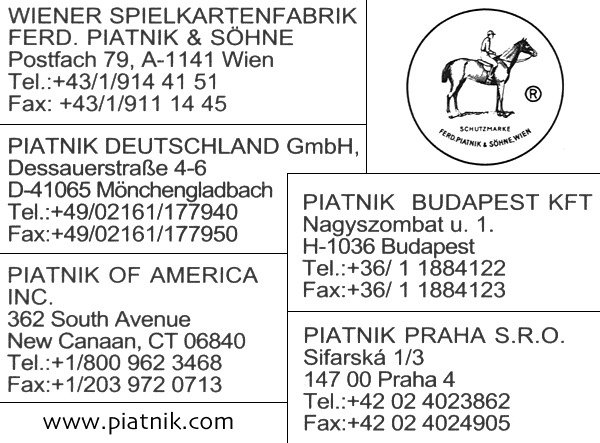 WIENER SPIELKARTENFABRIK
FERD. PIATNIK & SÖHNE
Postfach 79, A-1141 Wien
Tel.:+43/1/914 41 51
Fax: +43/1/911 14 45
®
SCHUTZMARKE
FERD.PIATNIK & SÖHNE,WIEN
PIATNIK DEUTSCHLAND GmbH,
Dessauerstraße 4-6
D-41065 Mönchengladbach
Tel.:+49/02161/177940
Fax:+49/02161/177950
PIATNIK BUDAPEST KFT
Nagyszombat u. 1.
H-1036 Budapest
Tel.:+36/ 1 1884122
Fax:+36/ 1 1884123
PIATNIK OF AMERICA
INC.
362 South Avenue
New Canaan, CT 06840
Tel.:+1/800 962 3468
Fax:+1/203 972 0713
PIATNIK PRAHA S.R.O.
Sifarská 1/3
147 00 Praha 4
Tel.:+42 02 4023862
Fax:+42 02 4024905
www.piatnik.com